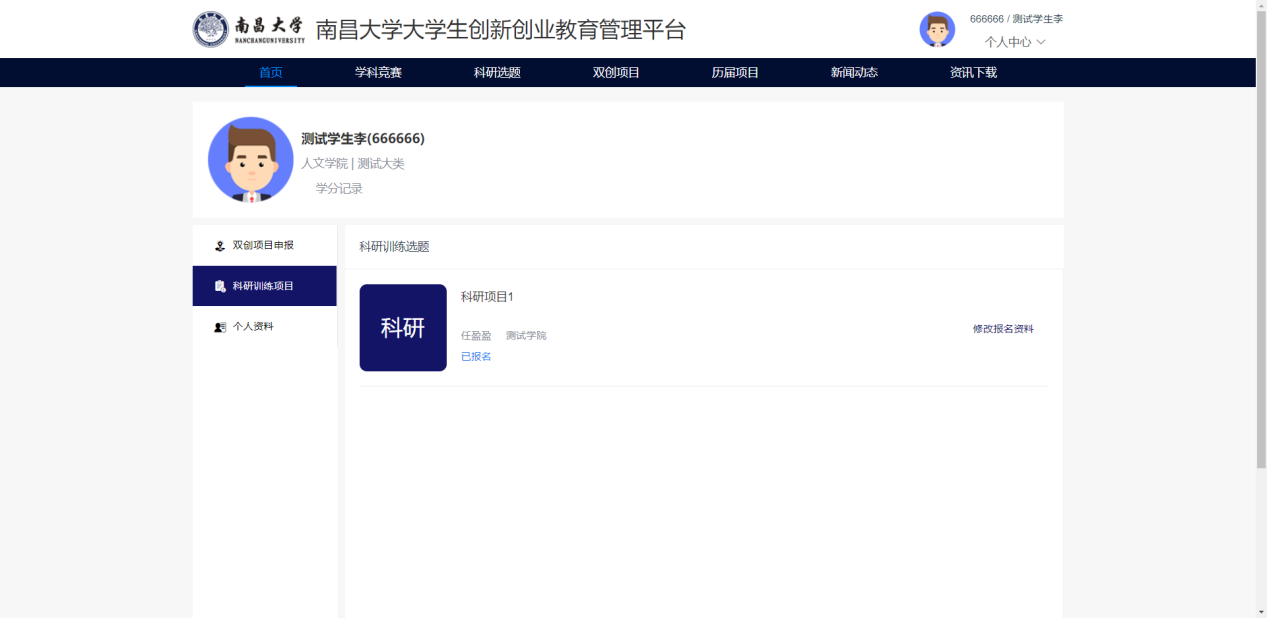 南昌大学
NANCHANGUNIVERSITY
南昌大学大学生创新创业教育管理平台
666666 / 测试学生李
个人中心
首页 学科竞赛 科研选题 双创项目 历届项目 新闻动态 资讯下载
测试学生李(666666)
人文学院 | 测试大类
学分记录
双创项目申报
科研训练项目
个人资料
科研训练选题
科研
科研项目1
任盈盈 测试学院
已报名
修改报名资料